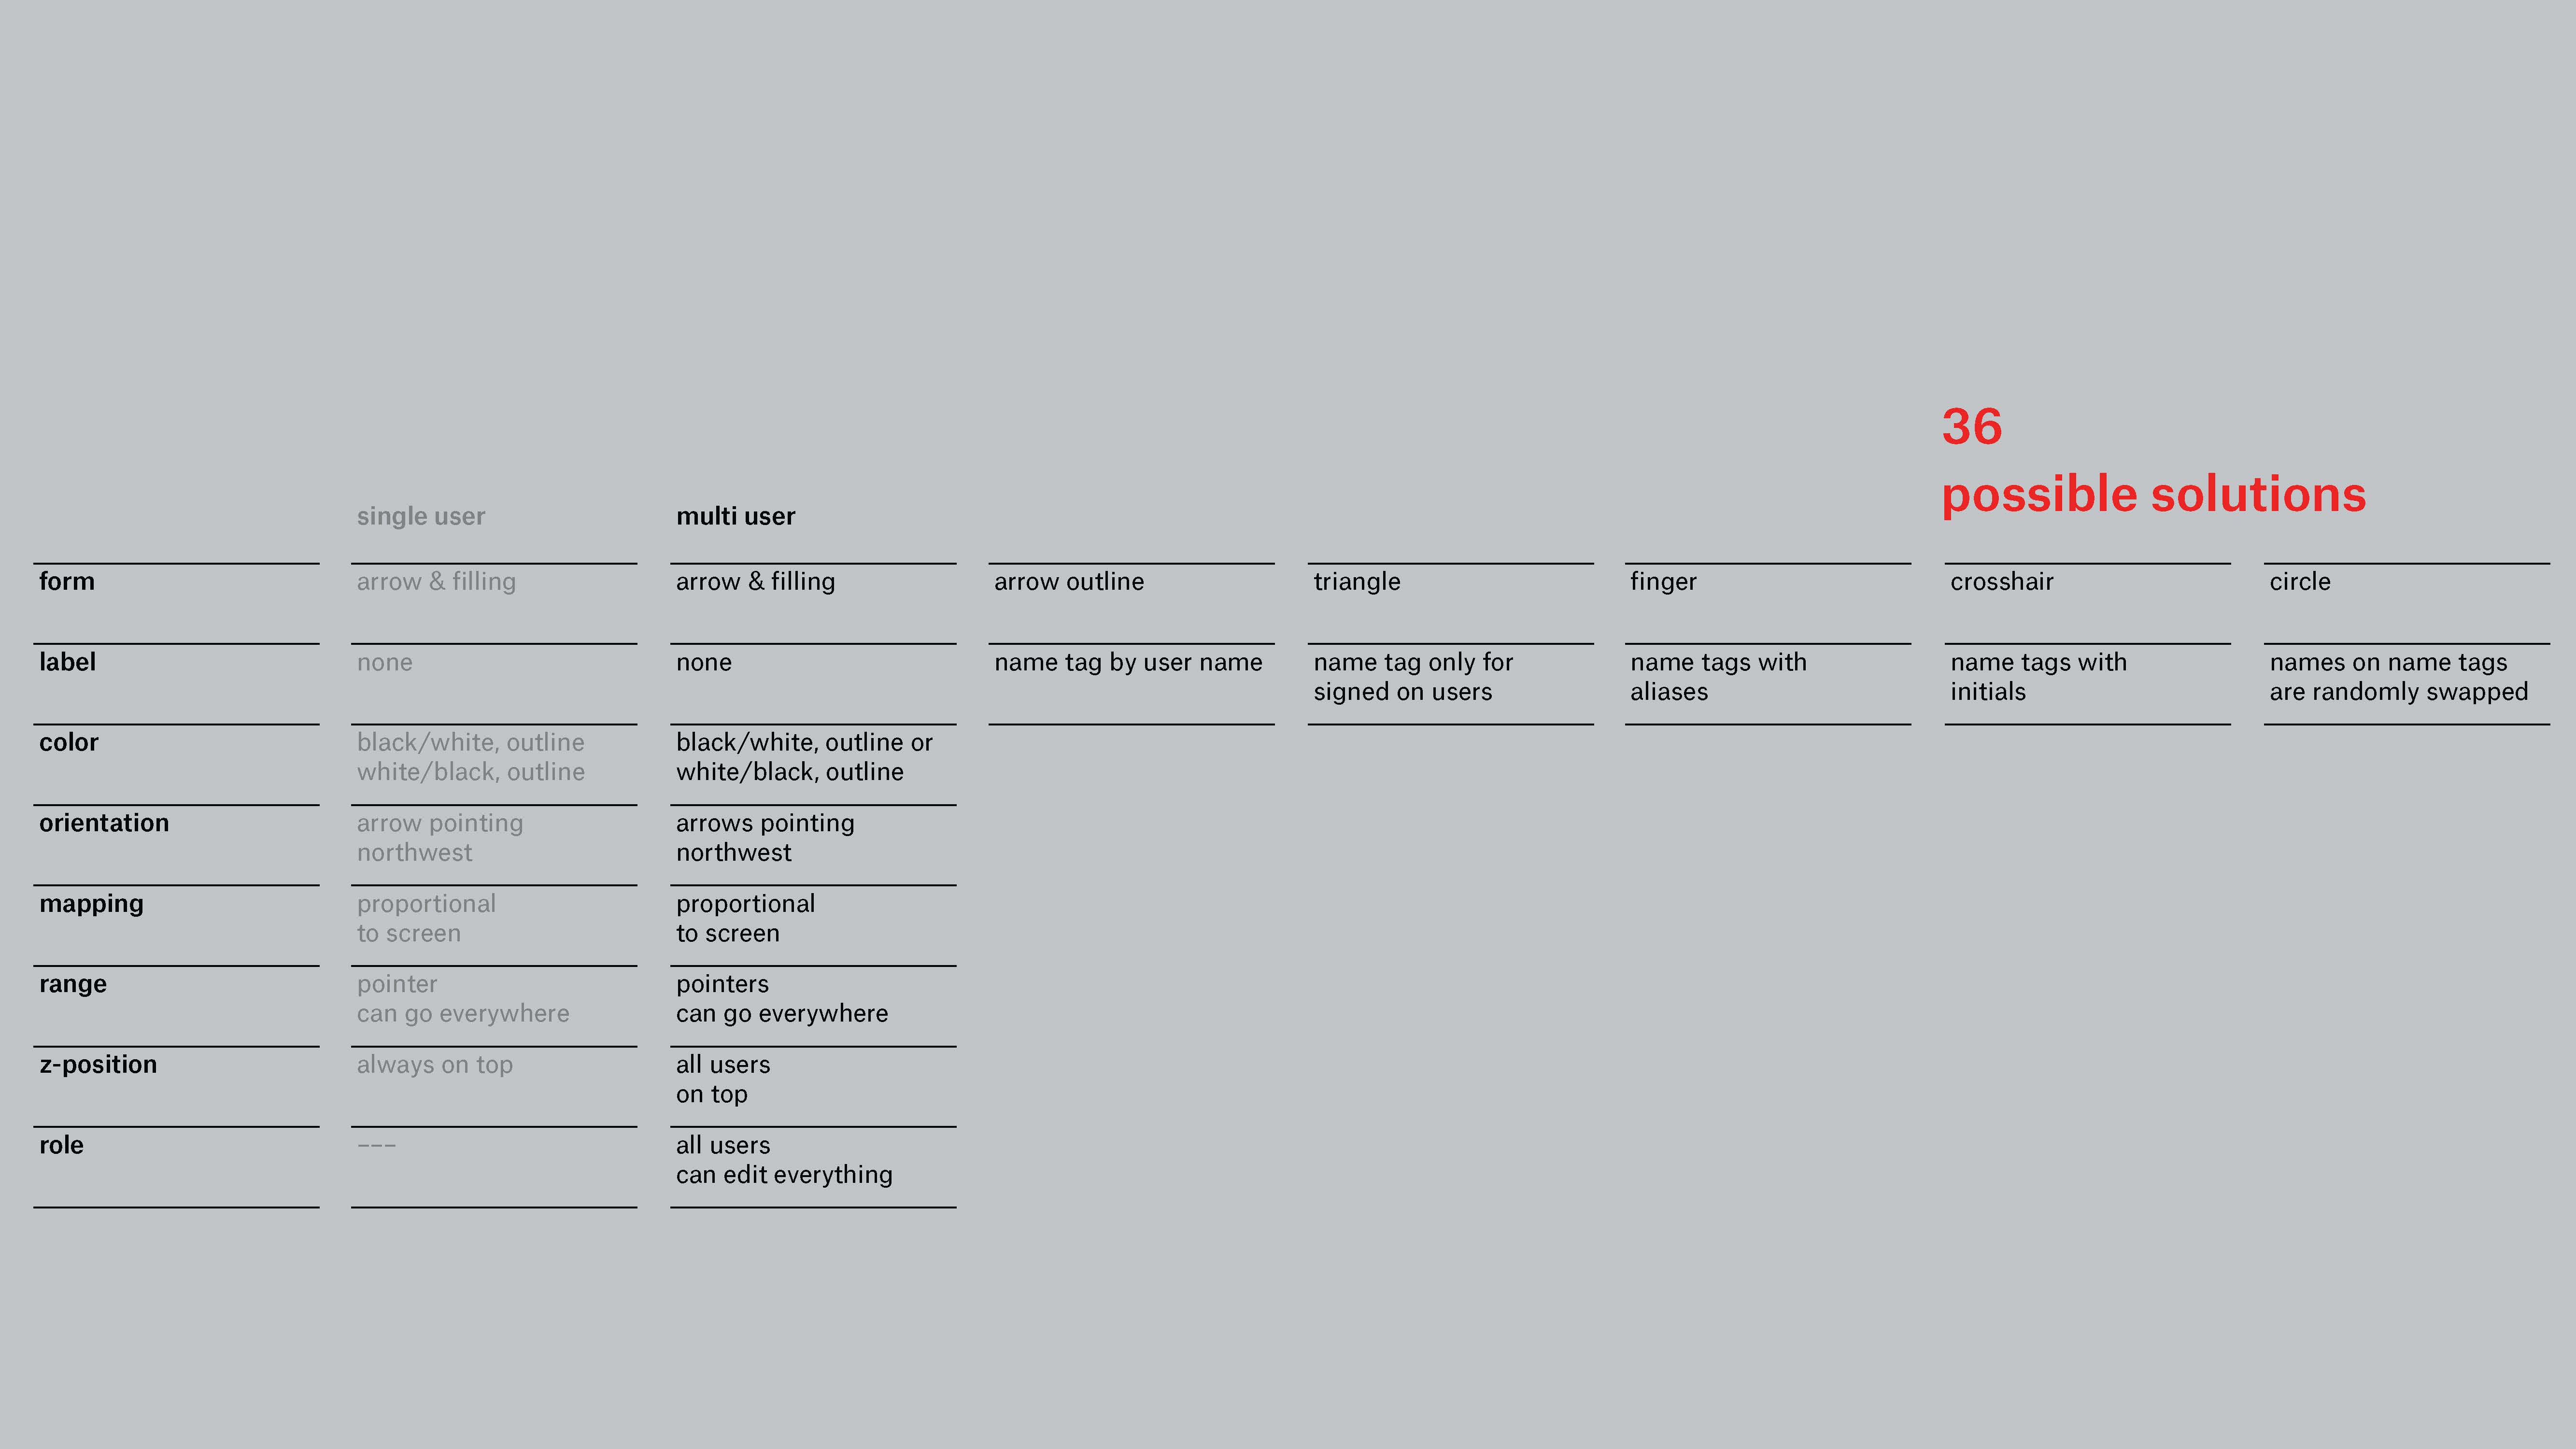 36
possible solutions
single user
multi user
form
arrow & filling
arrow & filling
arrow outline
triangle
finger
crosshair
circle
label
none
none
name tag by user name
name tag only for
signed on users
name tags with
aliases
name tags with
initials
names on name tags
are randomly swapped
color
black/white, outline
white/black, outline
black/white, outline or
white/black, outline
orientation
arrow pointing
northwest
arrows pointing
northwest
mapping
proportional
to screen
proportional
to screen
range
pointer
can go everywhere
pointers
can go everywhere
z-position
always on top
all users
on top
role
---
all users
can edit everything